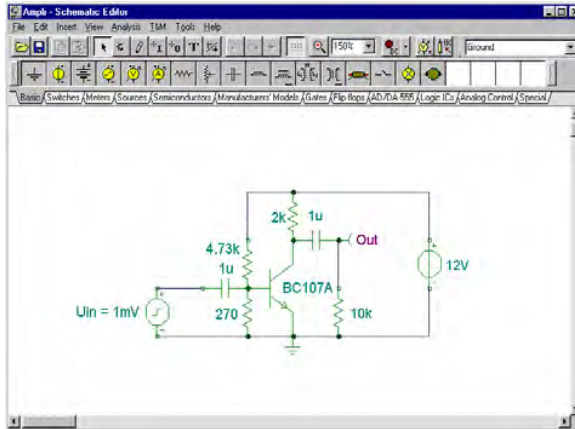 Ampli - Schematic Editor
File Edit Insert View Analysis T&M Tools Help
150% Ground
Basic Switches Meters Sources Semiconductors Manufacturers' Models Gates Flip flops AD/DA 555 Logic ICs Analog Control Special
2k 1u
Out
4.73k
1u
12V
BC107A
Uin = 1mV
270
10k